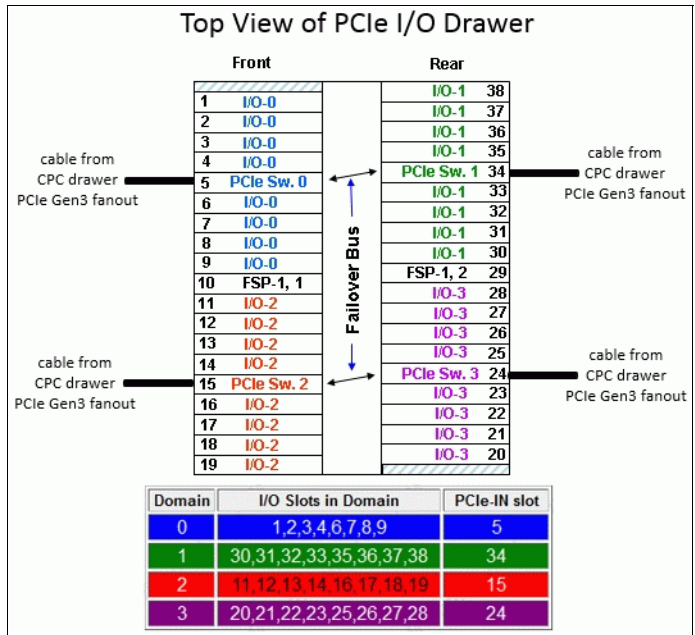 Top View of PCIe I/O Drawer
Front
Rear
1 I/O-0
2 I/O-0
3 I/O-0
4 I/O-0
5 PCIe Sw. 0
6 I/O-0
7 I/O-0
8 I/O-0
9 I/O-0
10 FSP-1, 1
11 I/O-2
12 I/O-2
13 I/O-2
14 I/O-2
15 PCIe Sw. 2
16 I/O-2
17 I/O-2
18 I/O-2
19 I/O-2
Failover Bus
I/O-1 38
I/O-1 37
I/O-1 36
I/O-1 35
PCIe Sw. 1 34
I/O-1 33
I/O-1 32
I/O-1 31
I/O-1 30
FSP-1, 2 29
I/O-3 28
I/O-3 27
I/O-3 26
I/O-3 25
PCIe Sw. 3 24
I/O-3 23
I/O-3 22
I/O-3 21
I/O-3 20
cable from
CPC drawer
PCIe Gen3 fanout
cable from
CPC drawer
PCIe Gen3 fanout
cable from
CPC drawer
PCIe Gen3 fanout
cable from
CPC drawer
PCIe Gen3 fanout
Domain I/O Slots in Domain PCIe-IN slot
0 1,2,3,4,6,7,8,9 5
1 30,31,32,33,35,36,37,38 34
2 11,12,13,14,16,17,18,19 15
3 20,21,22,23,25,26,27,28 24